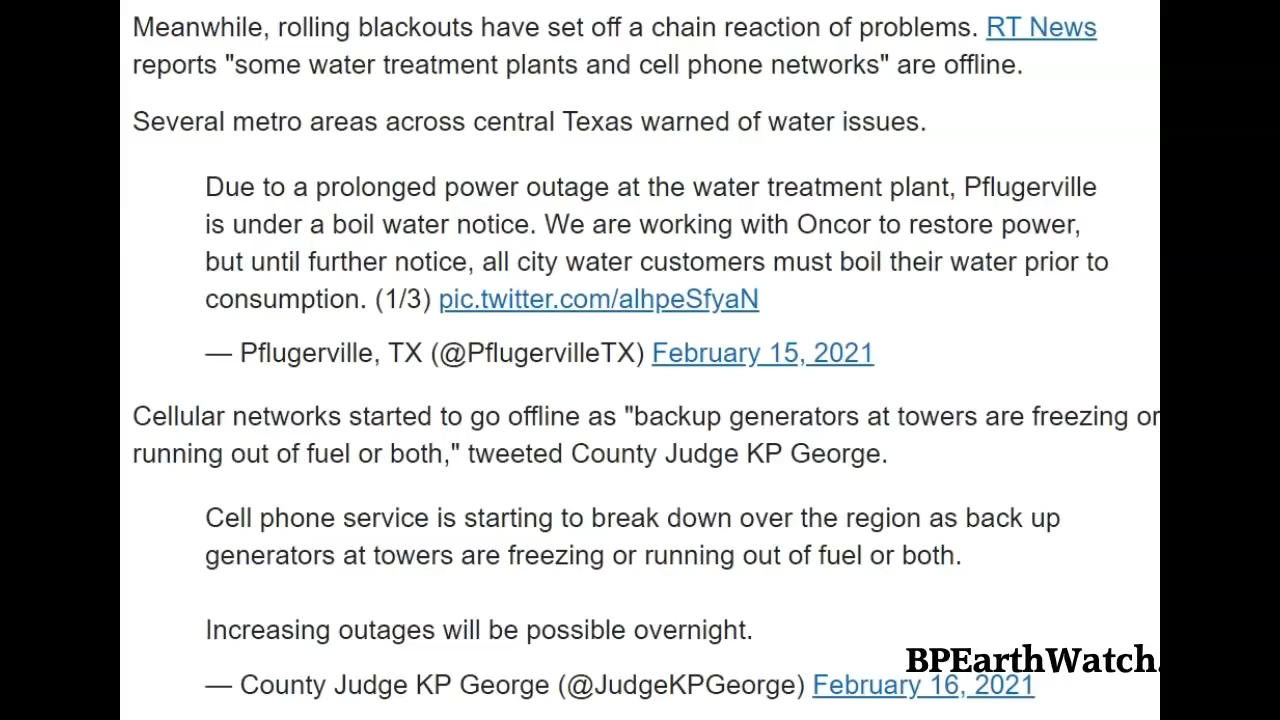 Meanwhile, rolling blackouts have set off a chain reaction of problems. RT News
reports "some water treatment plants and cell phone networks" are offline.
Several metro areas across central Texas warned of water issues.
Due to a prolonged power outage at the water treatment plant, Pflugerville
is under a boil water notice. We are working with Oncor to restore power,
but until further notice, all city water customers must boil their water prior to
consumption. (1/3) pic.twitter.com/alhpeSfyaN
— Pflugerville, TX (@PflugervilleTX) February 15, 2021
Cellular networks started to go offline as "backup generators at towers are freezing or
running out of fuel or both," tweeted County Judge KP George.
Cell phone service is starting to break down over the region as back up
generators at towers are freezing or running out of fuel or both.
Increasing outages will be possible overnight.
BPEarthWatch.
— County Judge KP George (@JudgeKPGeorge) February 16, 2021